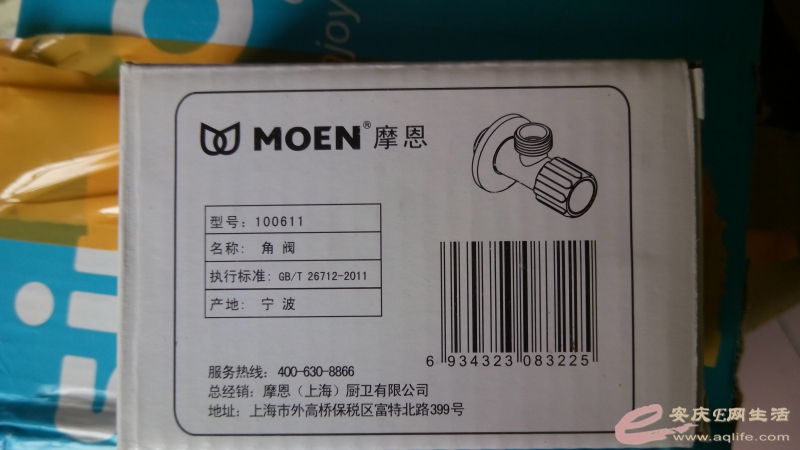 njoy
MOEN® 摩恩
型号: 100611
名称: 角 阀
执行标准: GB/T 26712-2011
产地: 宁 波
6 934323 083225
服务热线: 400-630-8866
总经销: 摩恩（上海）厨卫有限公司
地址: 上海市外高桥保税区富特北路399号
安庆E网生活
www.aqlife.com